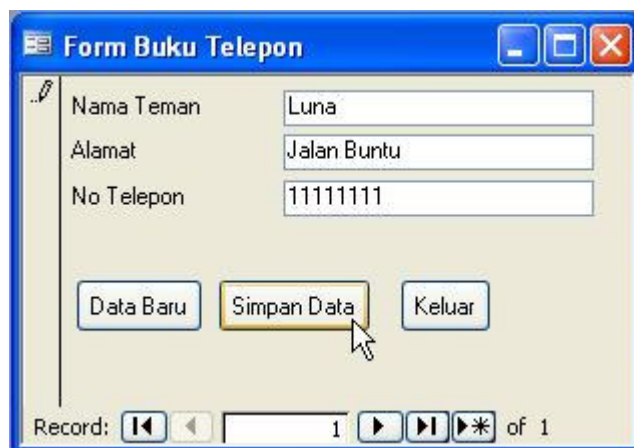 Form Buku Telepon
Nama Teman Luna
Alamat Jalan Buntu
No Telepon 11111111
Data Baru Simpan Data Keluar
Record: 1 of 1